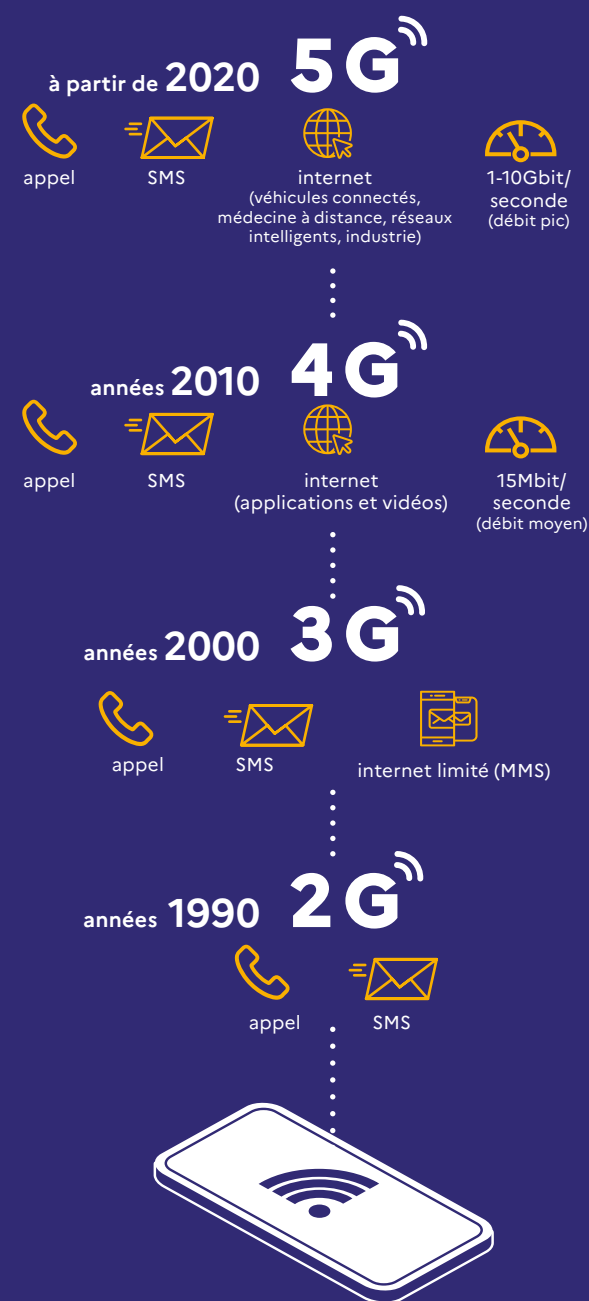 à partir de 2020 5G
appel
SMS
internet
(véhicules connectés,
médecine à distance, réseaux
intelligents, industrie)
1-10Gbit/
seconde
(débit pic)
années 2010 4G
appel
SMS
internet
(applications et vidéos)
15Mbit/
seconde
(débit moyen)
années 2000 3G
appel
SMS
internet limité (MMS)
années 1990 2G
appel
SMS